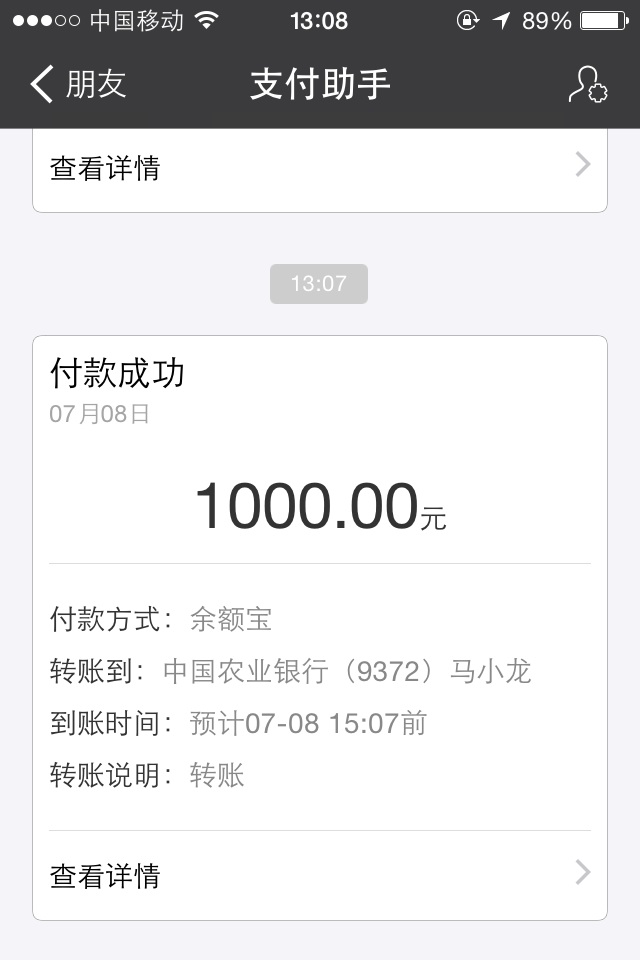 中国移动 13:08 89%
朋友 支付助手
查看详情
13:07
付款成功
07月08日
1000.00元
付款方式：余额宝
转账到：中国农业银行（9372）马小龙
到账时间：预计07-08 15:07前
转账说明：转账
查看详情